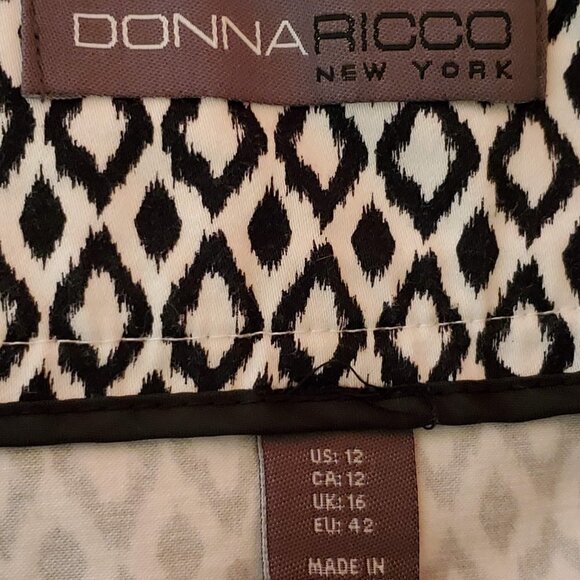 DONNA RICCO
NEW YORK
US: 12
CA: 12
UK: 16
EU: 42
MADE IN